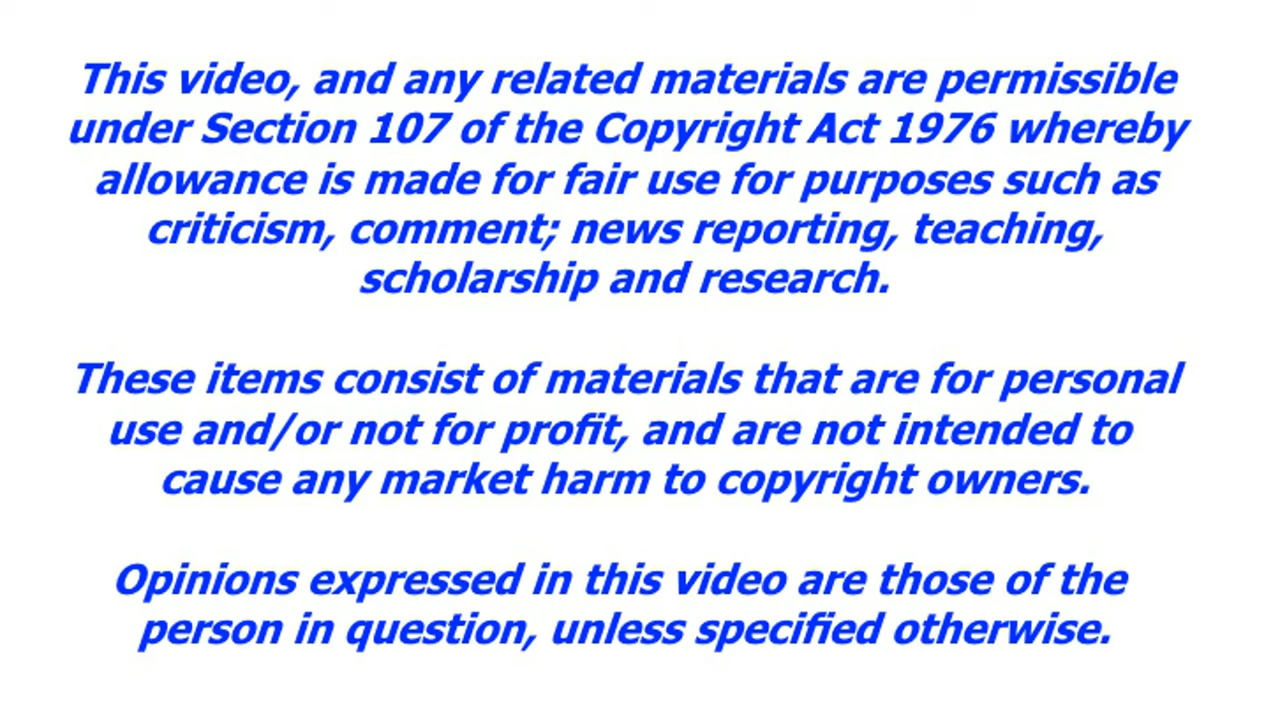 This video, and any related materials are permissible
under Section 107 of the Copyright Act 1976 whereby
allowance is made for fair use for purposes such as
criticism, comment; news reporting, teaching,
scholarship and research.
These items consist of materials that are for personal
use and/or not for profit, and are not intended to
cause any market harm to copyright owners.
Opinions expressed in this video are those of the
person in question, unless specified otherwise.